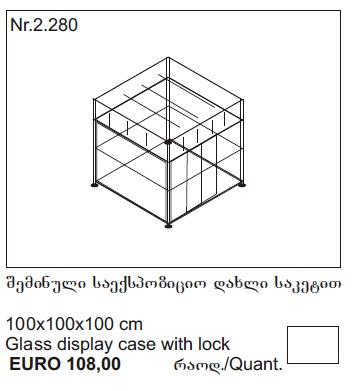 Nr.2.280
შემინული საექსპოზიციო დახლი საკეტით
100x100x100 cm
Glass display case with lock
EURO 108,00 რაოდ./Quant.